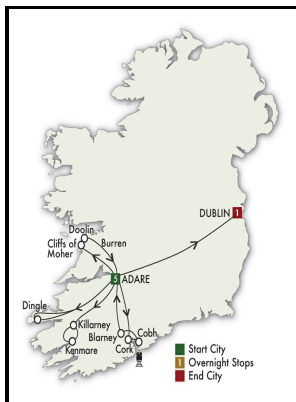 DUBLIN 1
Doolin
Burren
Cliffs of
Moher
5 ADARE
Dingle
Killarney
Kenmare
Blarney
Cobh
Cork
Start City
1 Overnight Stops
End City